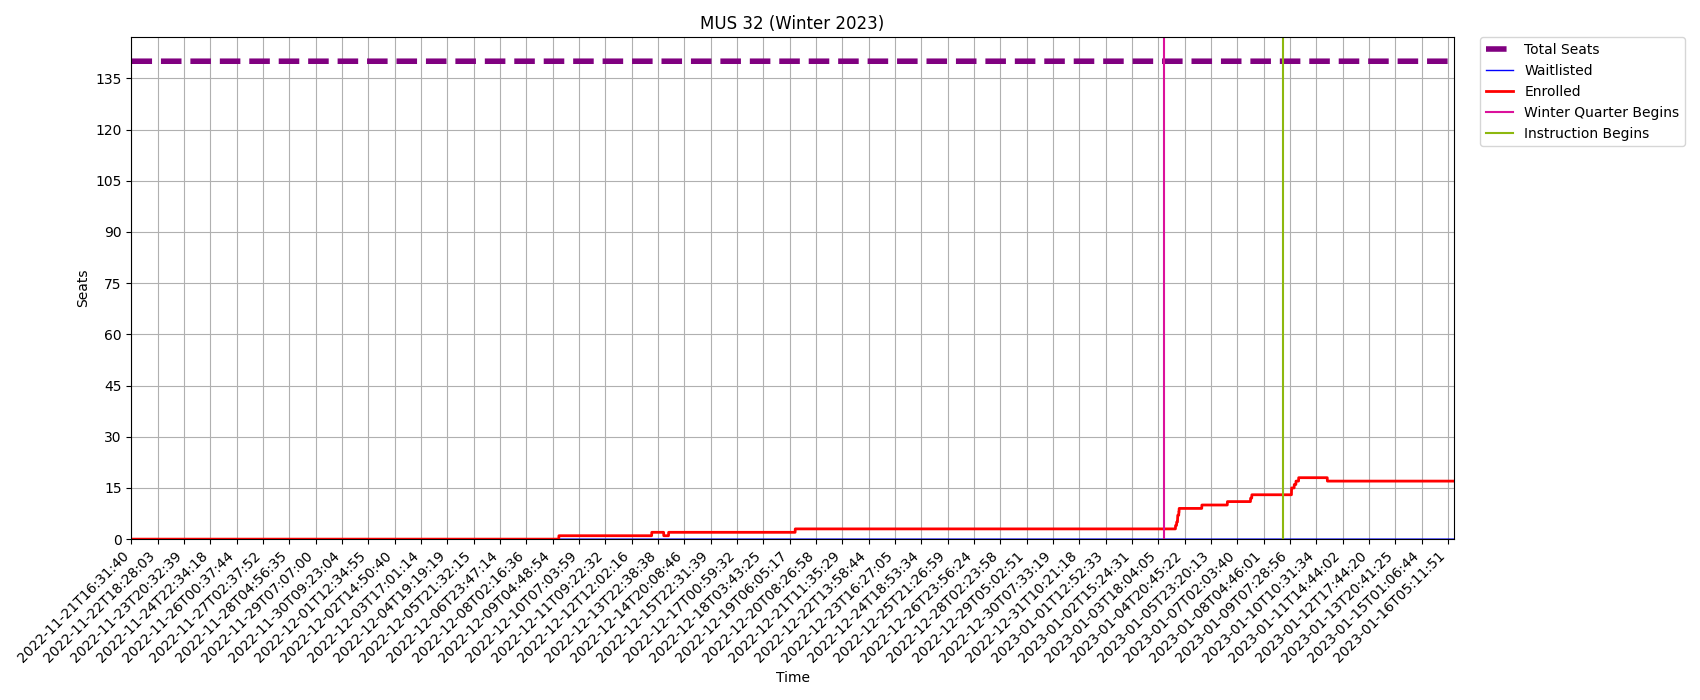 MUS 32 (Winter 2023)
Total Seats
Waitlisted
Enrolled
Winter Quarter Begins
Instruction Begins
Seats
135
120
105
90
75
60
45
30
15
0
2022-11-21T16:31:40
2022-11-22T18:28:03
2022-11-23T20:32:39
2022-11-24T22:34:18
2022-11-26T00:37:44
2022-11-27T02:37:52
2022-11-28T04:56:35
2022-11-29T07:07:00
2022-11-30T09:23:04
2022-12-01T12:34:55
2022-12-02T14:50:40
2022-12-03T17:01:14
2022-12-04T19:19:19
2022-12-05T21:32:15
2022-12-06T23:47:14
2022-12-08T02:16:36
2022-12-09T04:48:54
2022-12-10T07:03:59
2022-12-11T09:22:32
2022-12-12T12:02:16
2022-12-13T22:38:38
2022-12-14T20:08:46
2022-12-15T22:31:39
2022-12-17T00:59:32
2022-12-18T03:43:25
2022-12-19T06:05:17
2022-12-20T08:26:58
2022-12-21T11:35:29
2022-12-22T13:58:44
2022-12-23T16:27:05
2022-12-24T18:53:34
2022-12-25T21:26:59
2022-12-26T23:56:24
2022-12-28T02:23:58
2022-12-29T05:02:51
2022-12-30T07:33:19
2022-12-31T10:21:18
2023-01-01T12:52:33
2023-01-02T15:24:31
2023-01-03T18:04:05
2023-01-04T20:45:22
2023-01-05T23:20:13
2023-01-07T02:03:40
2023-01-08T04:46:01
2023-01-09T07:28:56
2023-01-10T10:31:34
2023-01-11T14:44:02
2023-01-12T17:44:20
2023-01-13T20:41:25
2023-01-15T01:06:44
2023-01-16T05:11:51
Time